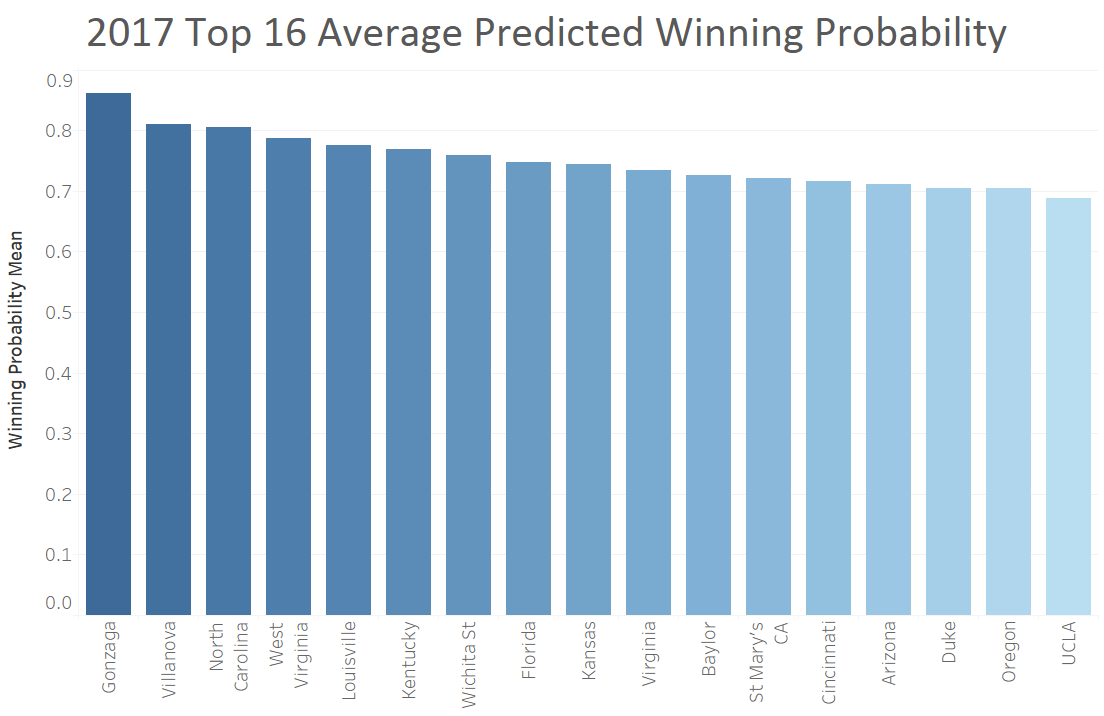 2017 Top 16 Average Predicted Winning Probability
0.9
0.8
0.7
0.6
0.5
0.4
0.3
0.2
0.1
0.0
Winning Probability Mean
Gonzaga
Villanova
North
Carolina
West
Virginia
Louisville
Kentucky
Wichita St
Florida
Kansas
Virginia
Baylor
St Mary's
CA
Cincinnati
Arizona
Duke
Oregon
UCLA